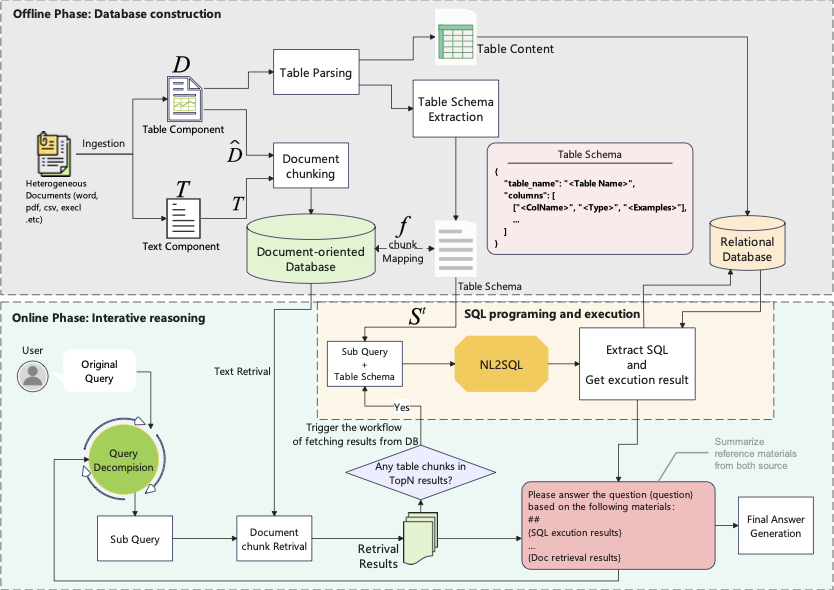 Offline Phase: Database construction
Table Content
D
Table Parsing
Table Schema
Extraction
Table Component
Ingestion
D̂
Document
chunking
Heterogeneous
Documents (word,
pdf, csv, execl
.etc)
T
T
Text Component
Document-oriented
Database
f
chunk
Mapping
Table Schema
Table Schema
{
"table_name": "<Table Name>",
"columns": [
["<ColName>", "<Type>", "<Examples>"],
...
]
}
Relational
Database
Online Phase: Interative reasoning
SQL programing and execution
S^t
User
Original
Query
Text Retrival
Sub Query
+
Table Schema
NL2SQL
Extract SQL
and
Get excution result
Yes
Trigger the workflow
of fetching results from DB
Query
Decompision
Any table chunks in
TopN results?
Summarize
reference materials
from both source
Sub Query
Document
chunk Retrival
Retrival
Results
Please answer the question {question}
based on the following materials:
##
{SQL excution results}
...
{Doc retrieval results}
Final Answer
Generation